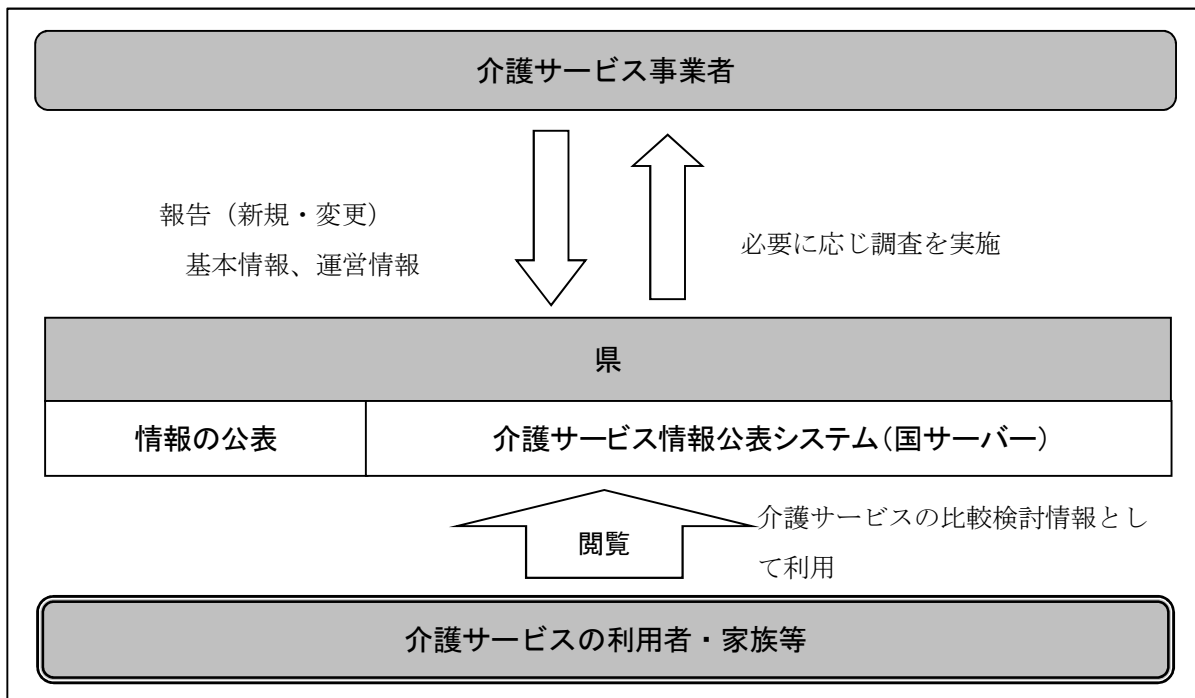 介護サービス事業者
報告（新規・変更）
基本情報、運営情報
必要に応じ調査を実施
県
情報の公表
介護サービス情報公表システム（国サーバー）
閲覧
介護サービスの比較検討情報とし
て利用
介護サービスの利用者・家族等